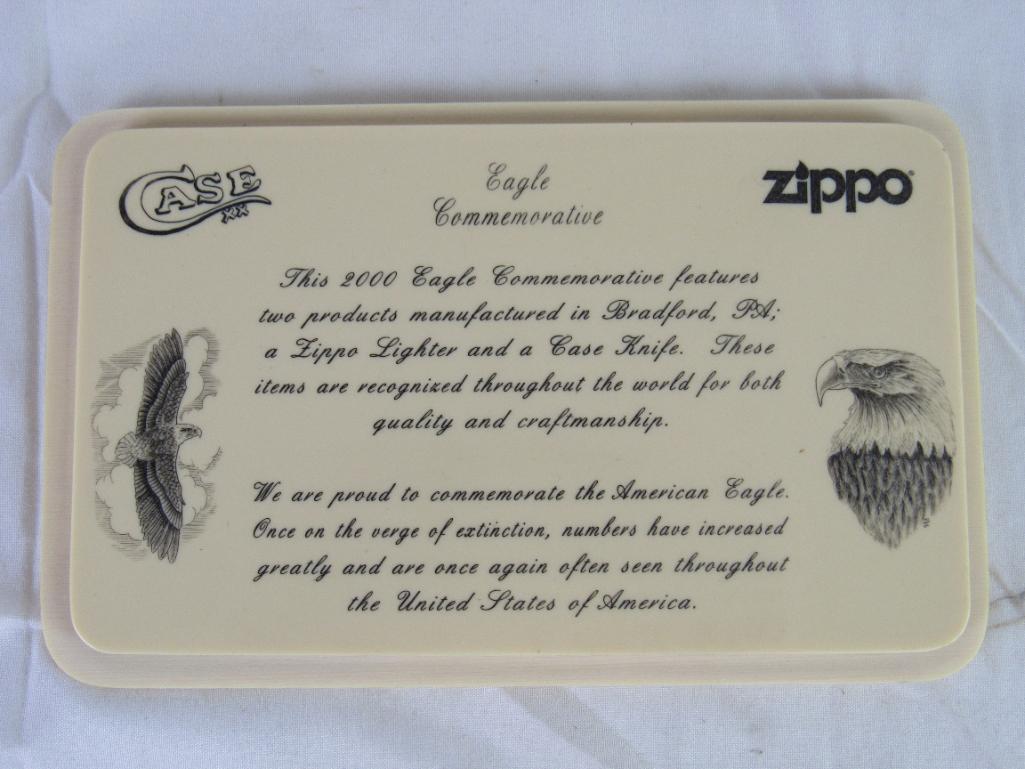 CASE XX
zippo
Eagle
Commemorative
This 2000 Eagle Commemorative features
two products manufactured in Bradford, PA;
a Zippo Lighter and a Case Knife. These
items are recognized throughout the world for both
quality and craftmanship.
We are proud to commemorate the American Eagle.
Once on the verge of extinction, numbers have increased
greatly and are once again often seen throughout
the United States of America.